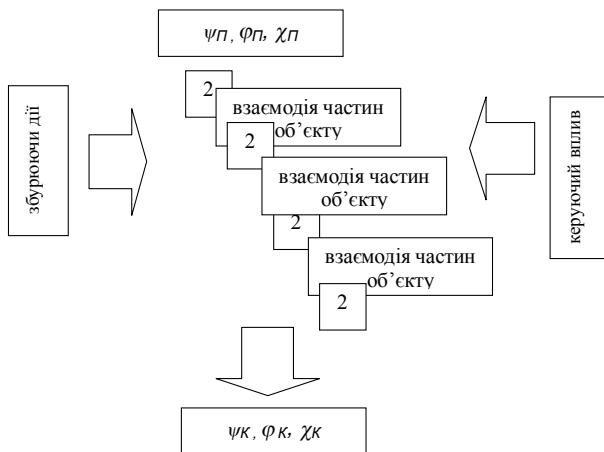 ψП, φП, χП
збурюючи дії
2
взаємодія частин
об’єкту
2
взаємодія частин
об’єкту
2
взаємодія частин
об’єкту
2
керуючий вплив
ψК, φК, χК